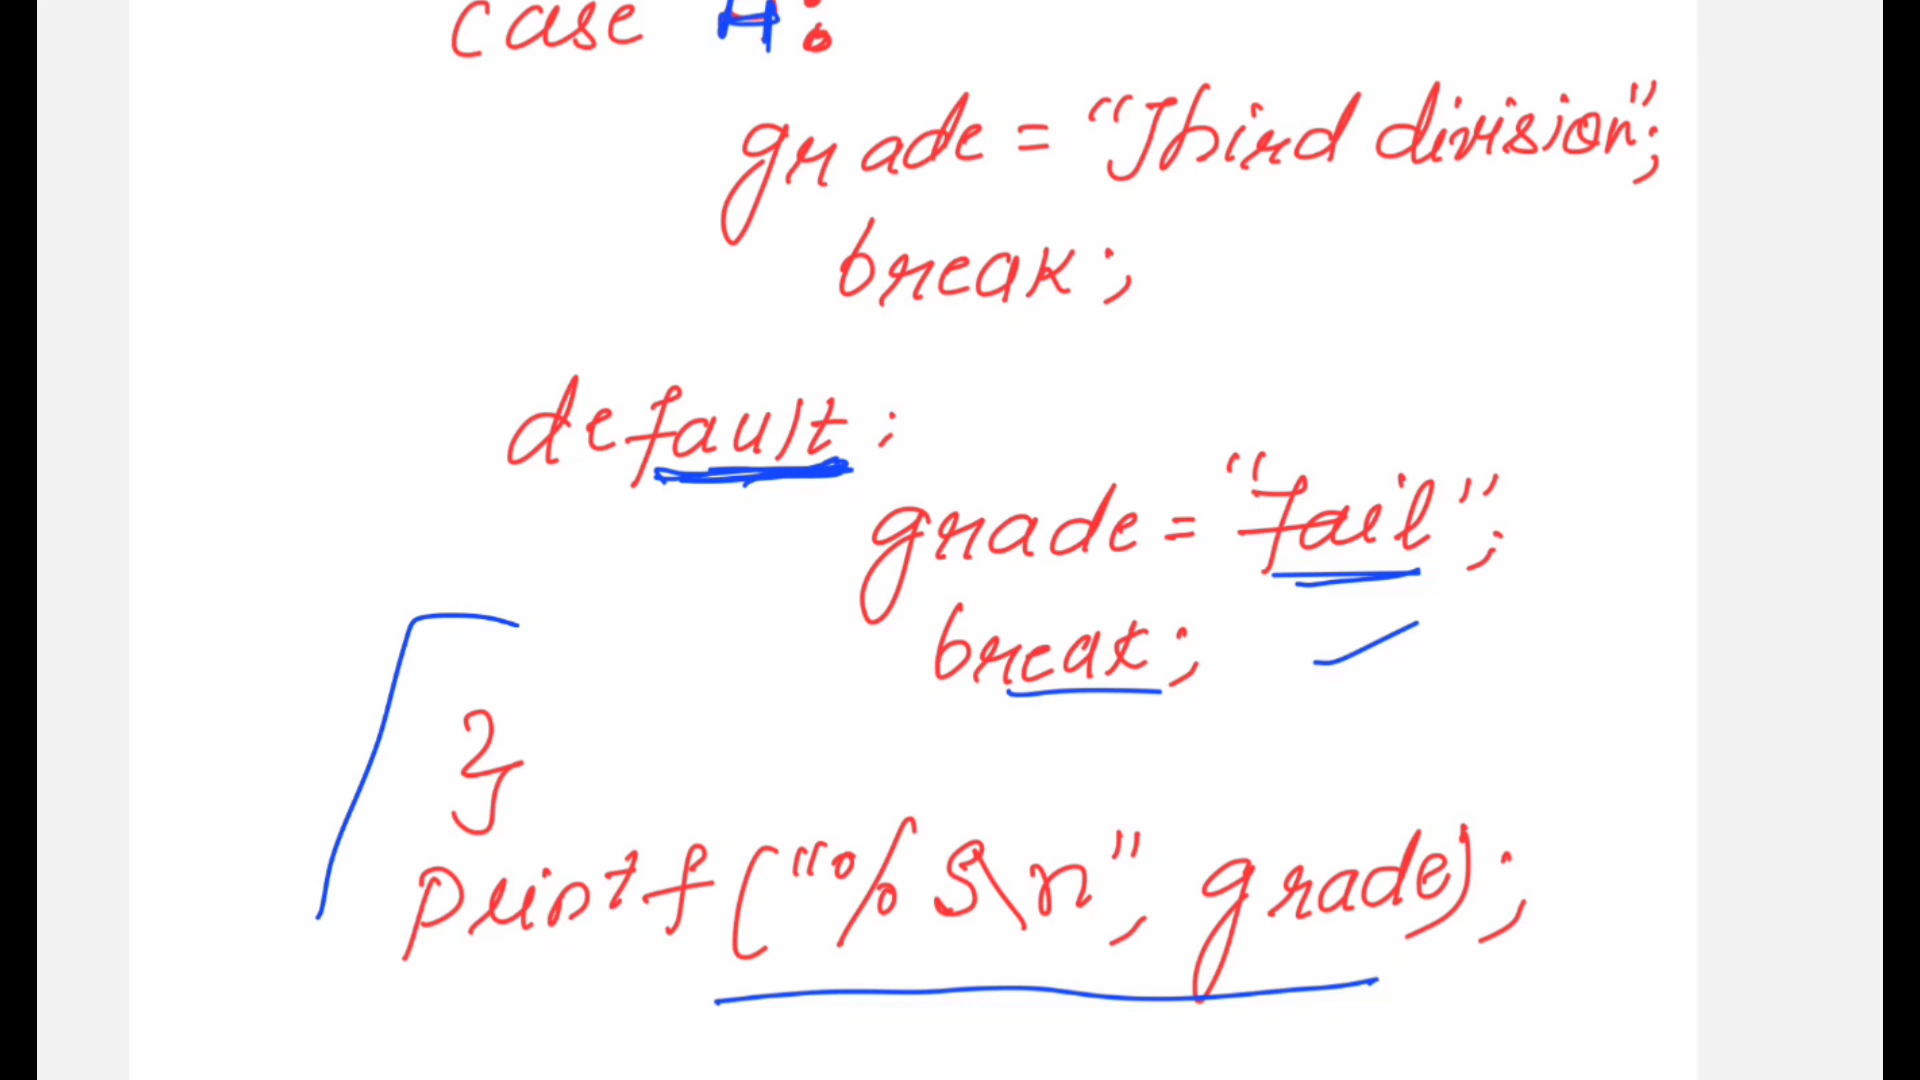 case 4:
grade = "Third division";
break;
default:
grade = "Fail";
break;
}
printf("%s\n", grade);